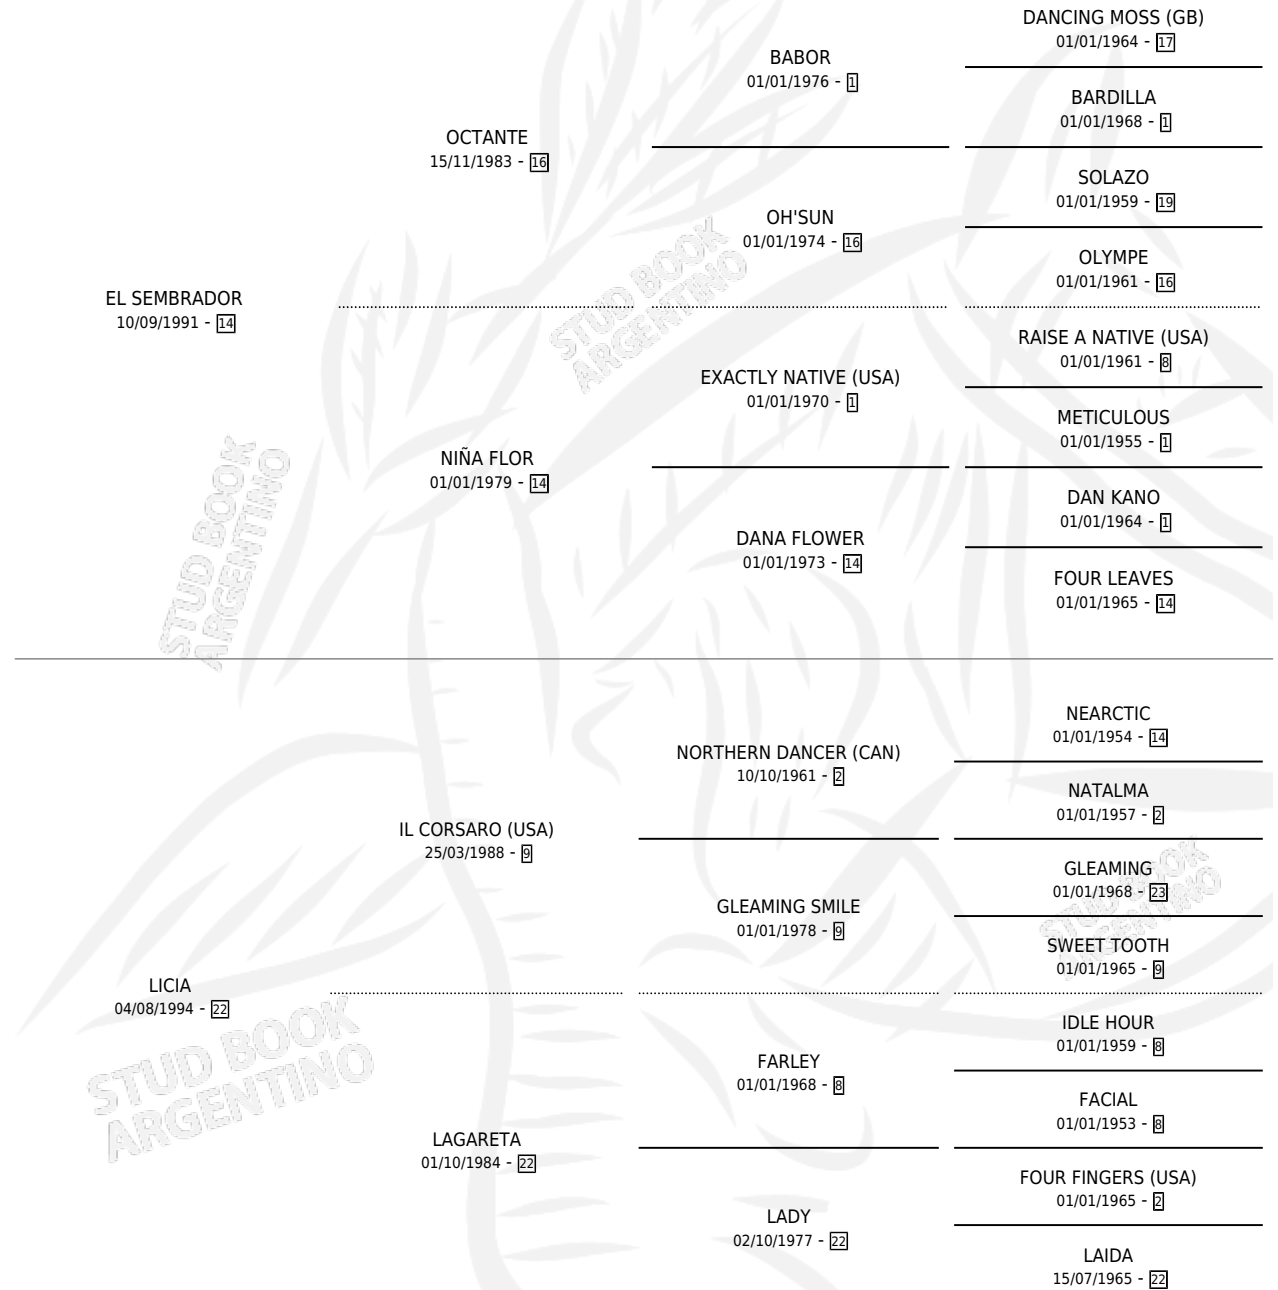 DANCING MOSS (GB)
01/01/1964 - 17
BABOR
01/01/1976 - 1
BARDILLA
01/01/1968 - 1
OCTANTE
15/11/1983 - 16
SOLAZO
01/01/1959 - 19
OH'SUN
01/01/1974 - 16
OLYMPE
01/01/1961 - 16
EL SEMBRADOR
10/09/1991 - 14
STUD BOOK
ARGENTINO
RAISE A NATIVE (USA)
01/01/1961 - 8
EXACTLY NATIVE (USA)
01/01/1970 - 1
METICULOUS
01/01/1955 - 1
NIÑA FLOR
01/01/1979 - 14
DAN KANO
01/01/1964 - 1
DANA FLOWER
01/01/1973 - 14
FOUR LEAVES
01/01/1965 - 14
STUD BOOK
ARGENTINO
NEARCTIC
01/01/1954 - 14
NORTHERN DANCER (CAN)
10/10/1961 - 2
NATALMA
01/01/1957 - 2
IL CORSARO (USA)
25/03/1988 - 9
GLEAMING
01/01/1968 - 23
GLEAMING SMILE
01/01/1978 - 9
STUD BOOK
ARGENTINO
SWEET TOOTH
01/01/1965 - 9
LICIA
04/08/1994 - 22
STUD BOOK
ARGENTINO
IDLE HOUR
01/01/1959 - 8
FARLEY
01/01/1968 - 8
FACIAL
01/01/1953 - 8
LAGARETA
01/10/1984 - 22
FOUR FINGERS (USA)
01/01/1965 - 2
LADY
02/10/1977 - 22
LAIDA
15/07/1965 - 22